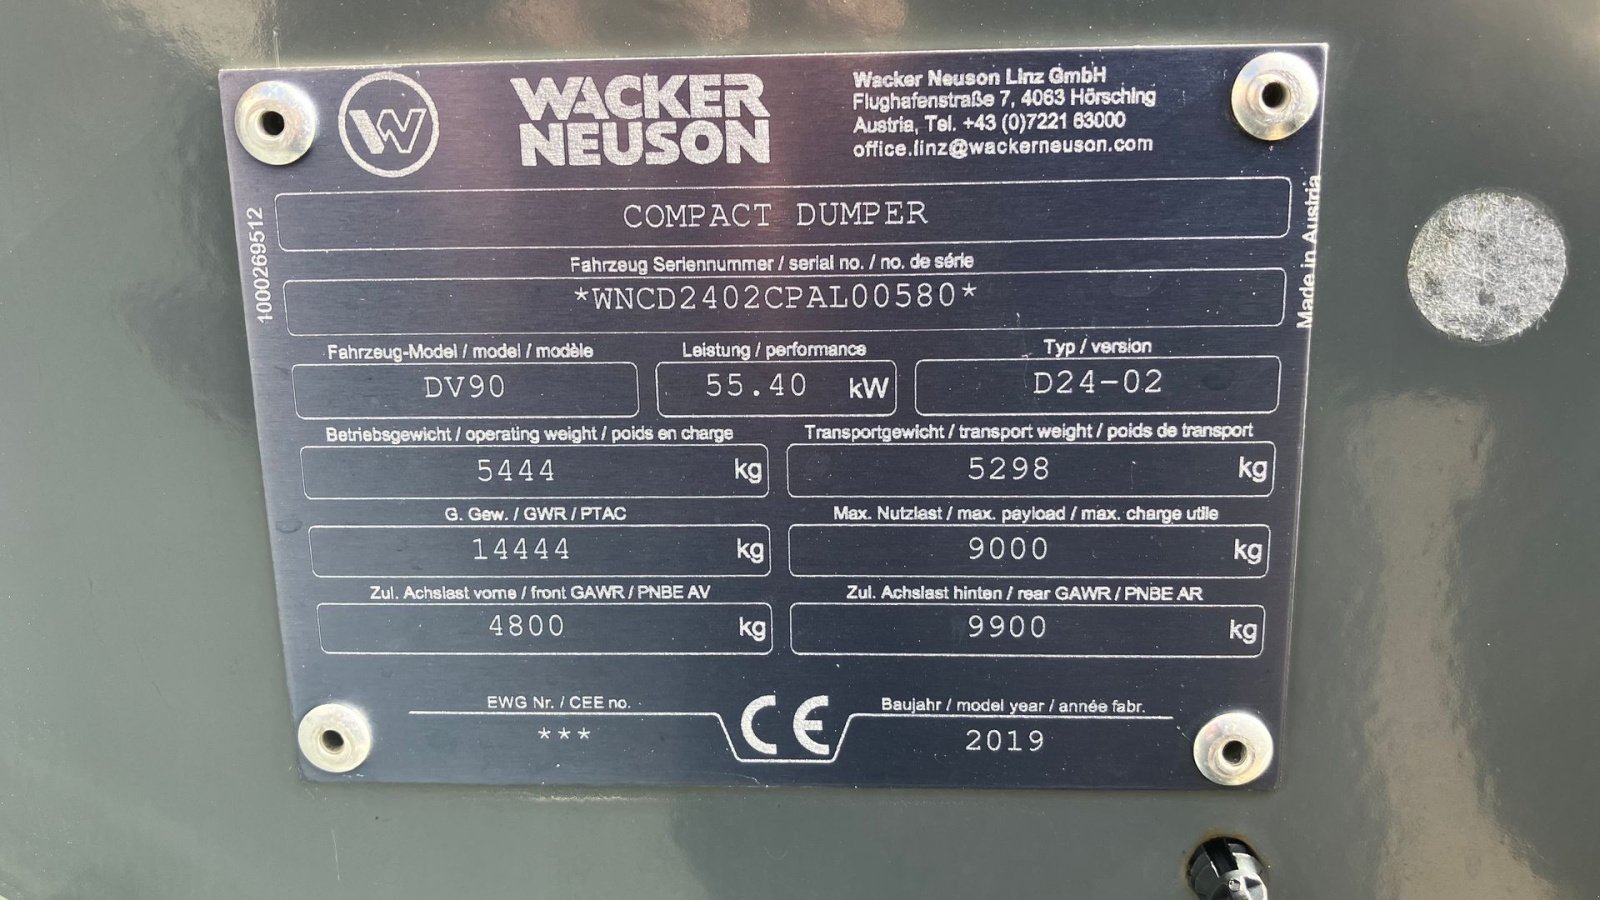 WACKER
NEUSON
Wacker Neuson Linz GmbH
Flughafenstraße 7, 4063 Hörsching
Austria, Tel. +43 (0)7221 63000
office.linz@wackerneuson.com
COMPACT DUMPER
1000269512
Made in Austria
Fahrzeug Seriennummer / serial no. / no. de série
*WNCD2402CPAL00580*
Fahrzeug-Model / model / modèle
DV90
Leistung / performance
55.40 kW
Typ / version
D24-02
Betriebsgewicht / operating weight / poids en charge
5444 kg
Transportgewicht / transport weight / poids de transport
5298 kg
G. Gew. / GWR / PTAC
14444 kg
Max. Nutzlast / max. payload / max. charge utile
9000 kg
Zul. Achslast vorne / front GAWR / PNBE AV
4800 kg
Zul. Achslast hinten / rear GAWR / PNBE AR
9900 kg
EWG Nr. / CEE no.
***
CE
Baujahr / model year / année fabr.
2019